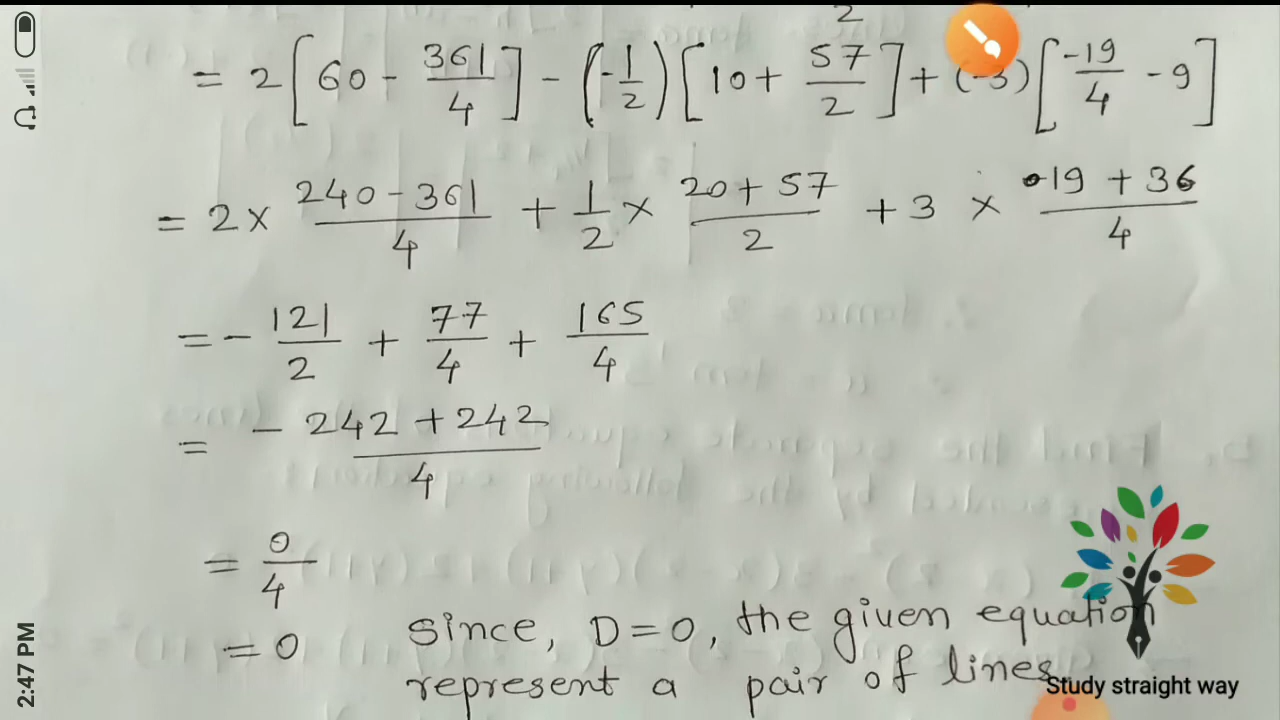 2
= 2 [60 - 361/4] - (-1/2) [10 + 57/2] + (-3) [-19/4 - 9]
= 2 × (240 - 361)/4 + 1/2 × (20 + 57)/2 + 3 × (19 + 36)/4
= - 121/2 + 77/4 + 165/4
= (- 242 + 242)/4
= 0/4
= 0 since, D = 0, the given equation
represent a pair of lines
Study straight way
2:47 PM